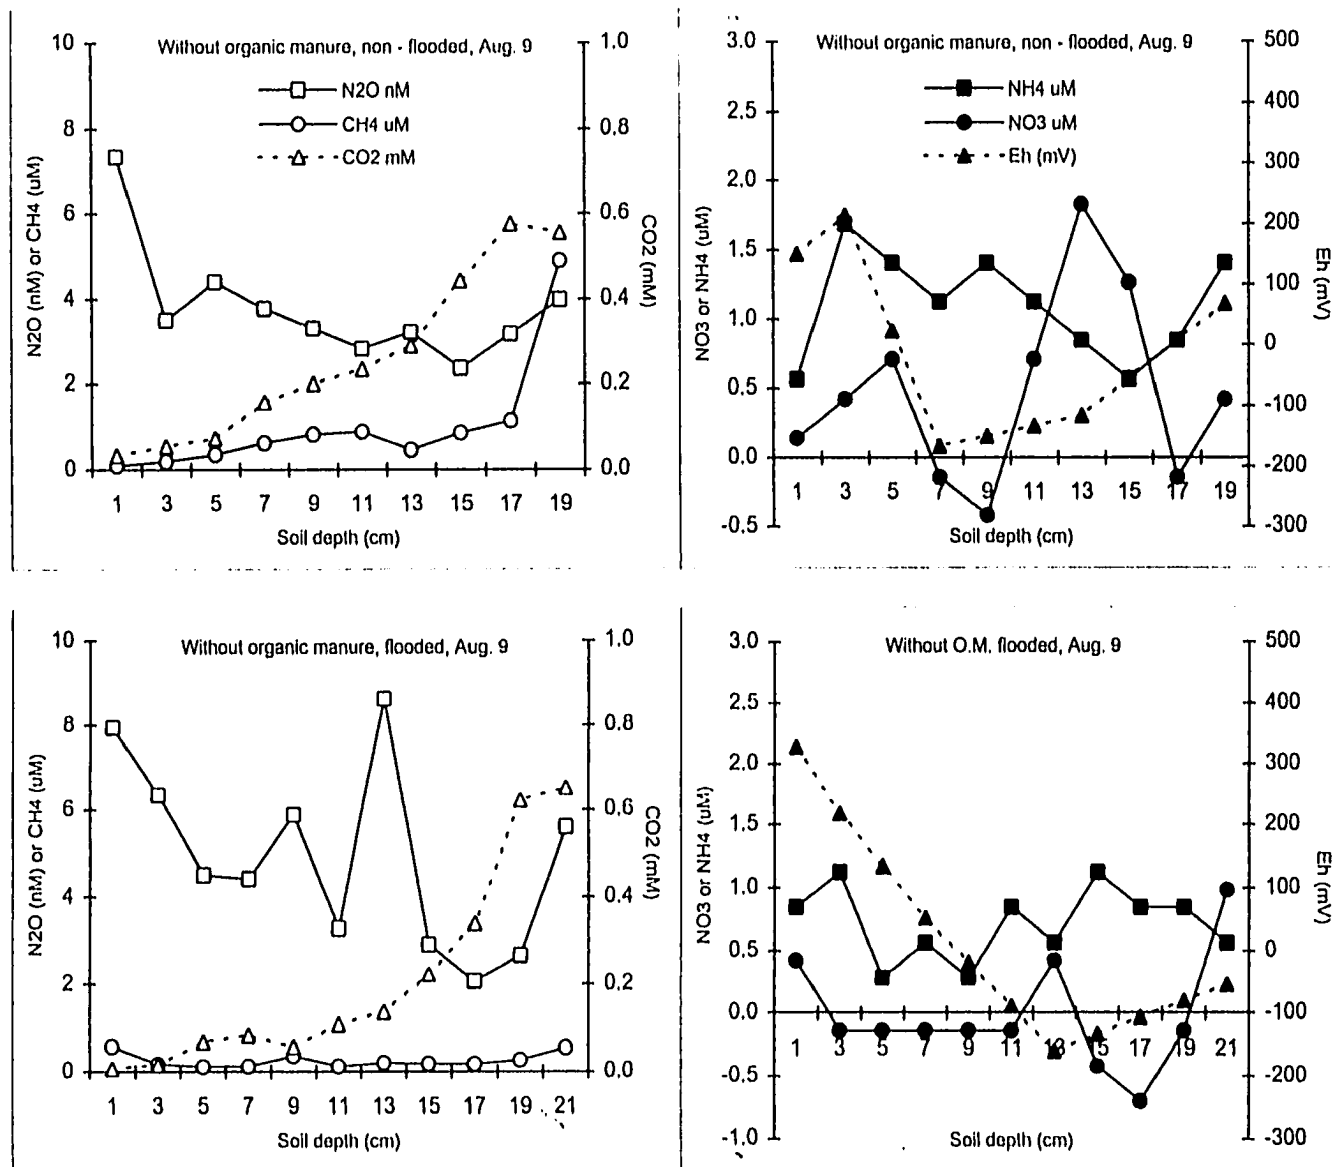 Without organic manure, non - flooded, Aug. 9
N2O nM
CH4 uM
CO2 mM
N2O (nM) or CH4 (uM)
10
8
6
4
2
0
1.0
0.8
0.6
0.4
0.2
0.0
CO2 (mM)
1 3 5 7 9 11 13 15 17 19
Soil depth (cm)
Without organic manure, non - flooded, Aug. 9
NH4 uM
NO3 uM
Eh (mV)
NO3 or NH4 (uM)
3.0
2.5
2.0
1.5
1.0
0.5
0.0
-0.5
500
400
300
200
100
0
-100
-200
-300
Eh (mV)
1 3 5 7 9 11 13 15 17 19
Soil depth (cm)
Without organic manure, flooded, Aug. 9
N2O (nM) or CH4 (uM)
10
8
6
4
2
0
1.0
0.8
0.6
0.4
0.2
0.0
CO2 (mM)
1 3 5 7 9 11 13 15 17 19 21
Soil depth (cm)
Without O.M. flooded, Aug. 9
NO3 or NH4 (uM)
3.0
2.5
2.0
1.5
1.0
0.5
0.0
-0.5
-1.0
500
400
300
200
100
0
-100
-200
-300
Eh (mV)
1 3 5 7 9 11 13 15 17 19 21
Soil depth (cm)